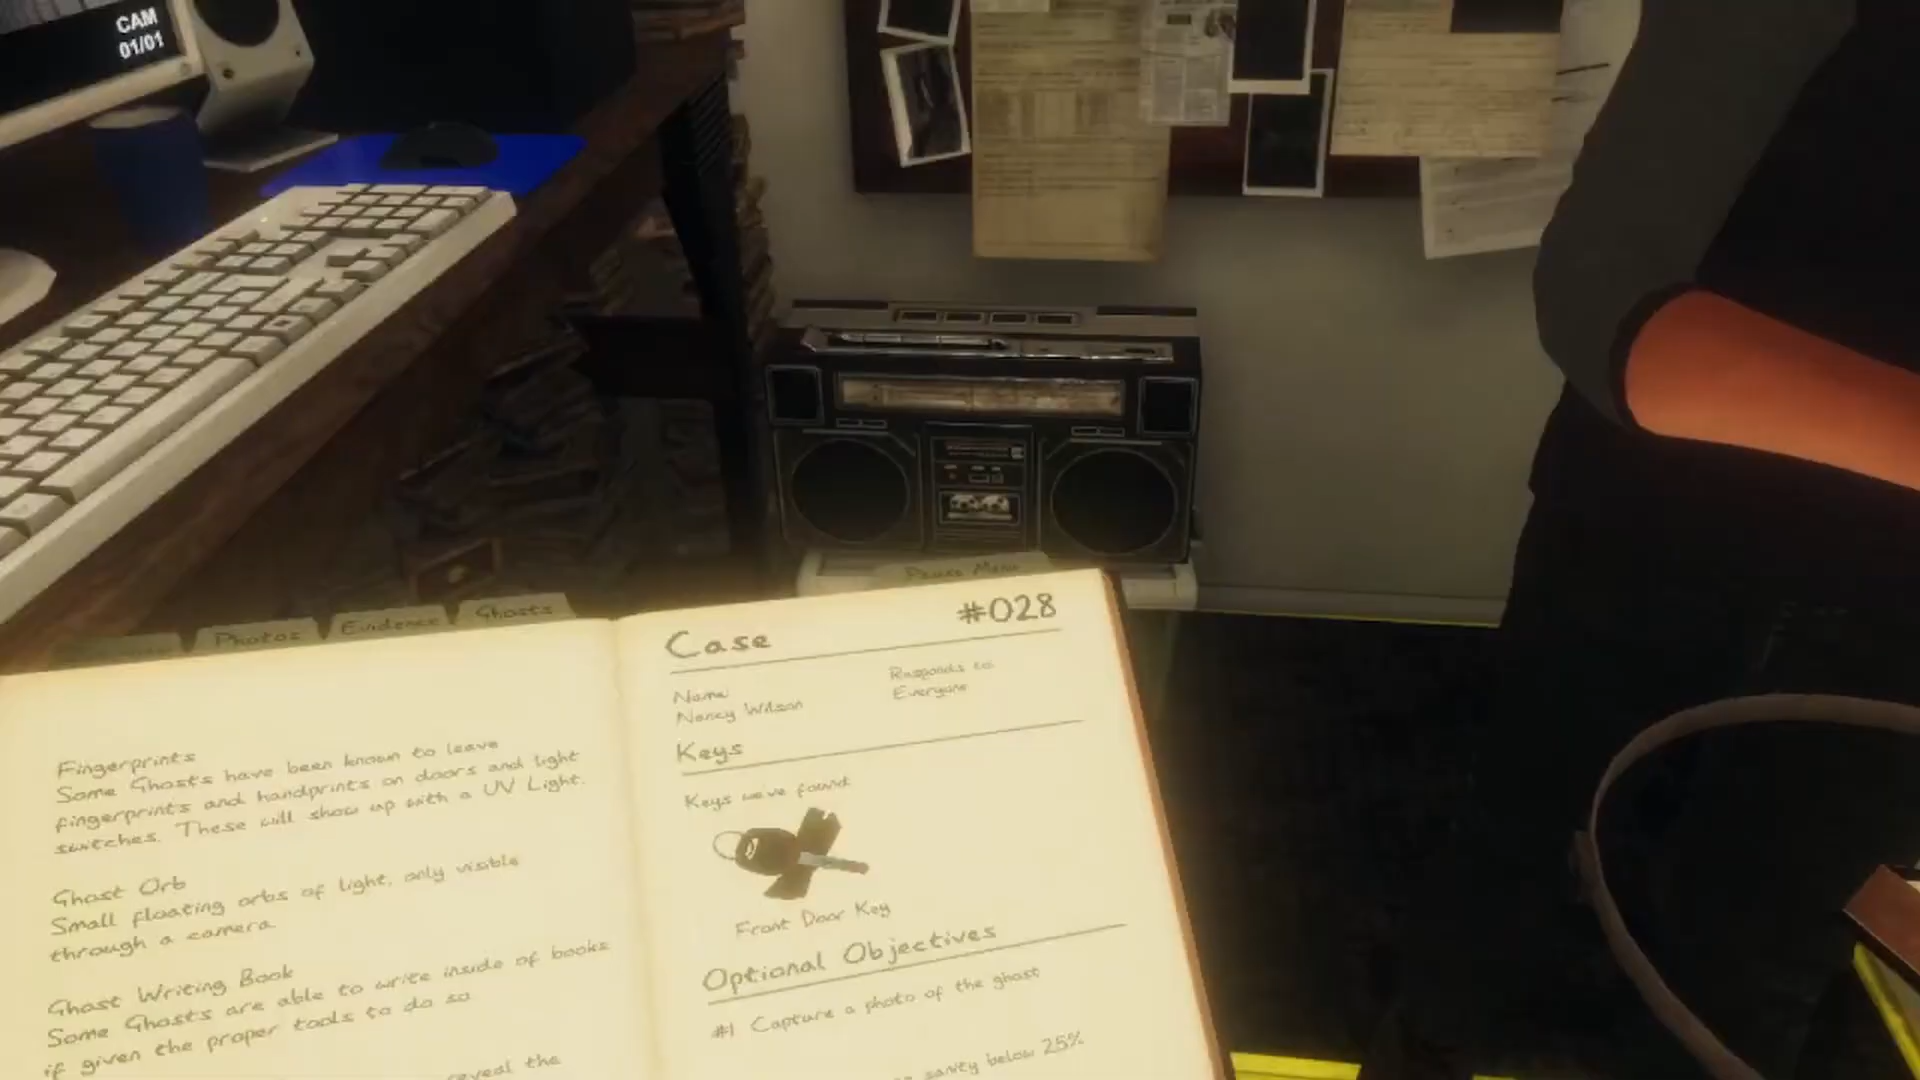 CAM
01/01
Pause Menu
Photos
Evidence
Ghosts
Fingerprints
Some Ghosts have been known to leave
fingerprints and handprints on doors and light
switches. These will show up with a UV Light.
Ghost Orb
Small floating orbs of light, only visible
through a camera.
Ghost Writing Book
Some Ghosts are able to write inside of books
if given the proper tools to do so
reveal the
Case
#028
Name
Nancy Wilson
Responds to:
Everyone
Keys
Keys we've found
Front Door Key
Optional Objectives
#1 Capture a photo of the ghost
sanity below 25%